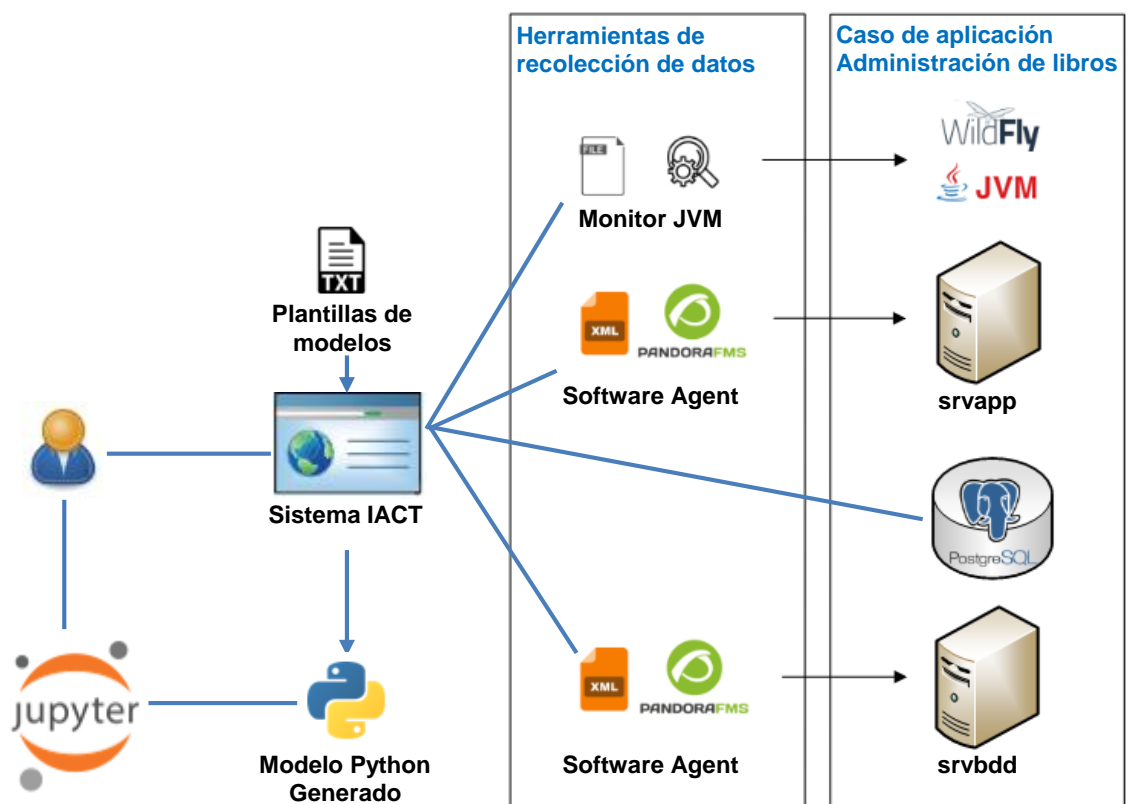 Herramientas de
recolección de datos
Caso de aplicación
Administración de libros
WildFly
FILE
JVM
Monitor JVM
TXT
Plantillas de
modelos
XML
PANDORAFMS
Software Agent
srvapp
Sistema IACT
PostgreSQL
jupyter
XML
PANDORAFMS
Modelo Python
Generado
Software Agent
srvbdd